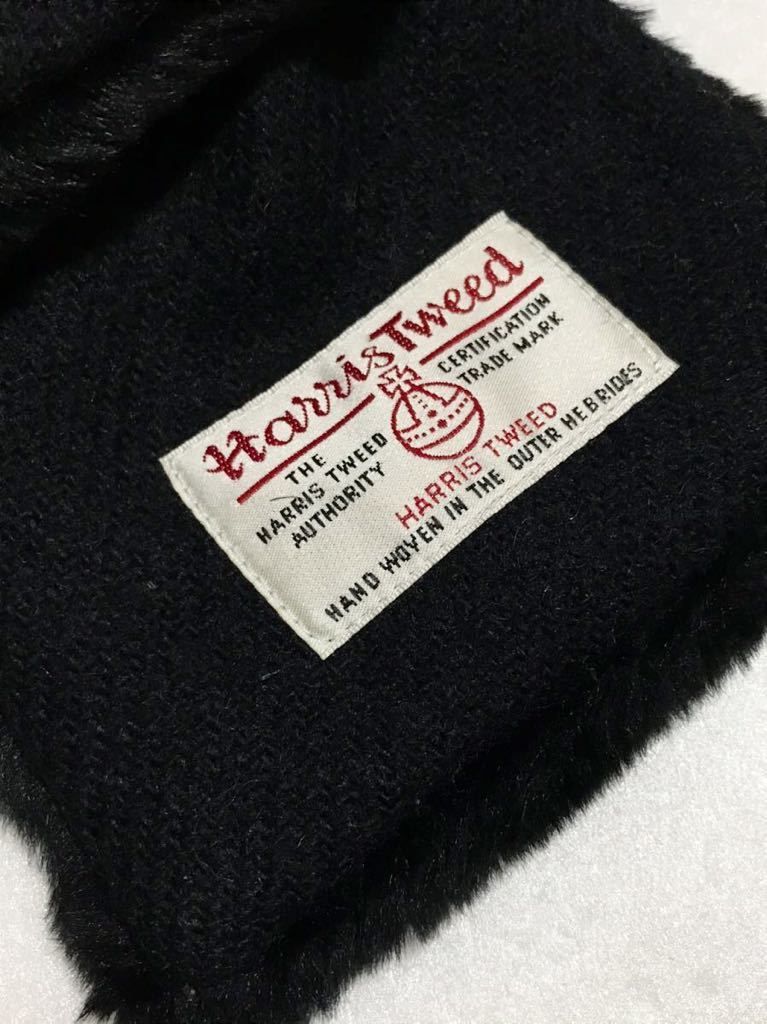 Harris Tweed
THE
HARRIS TWEED
AUTHORITY
CERTIFICATION
TRADE MARK
HARRIS TWEED
HAND WOVEN IN THE OUTER HEBRIDES